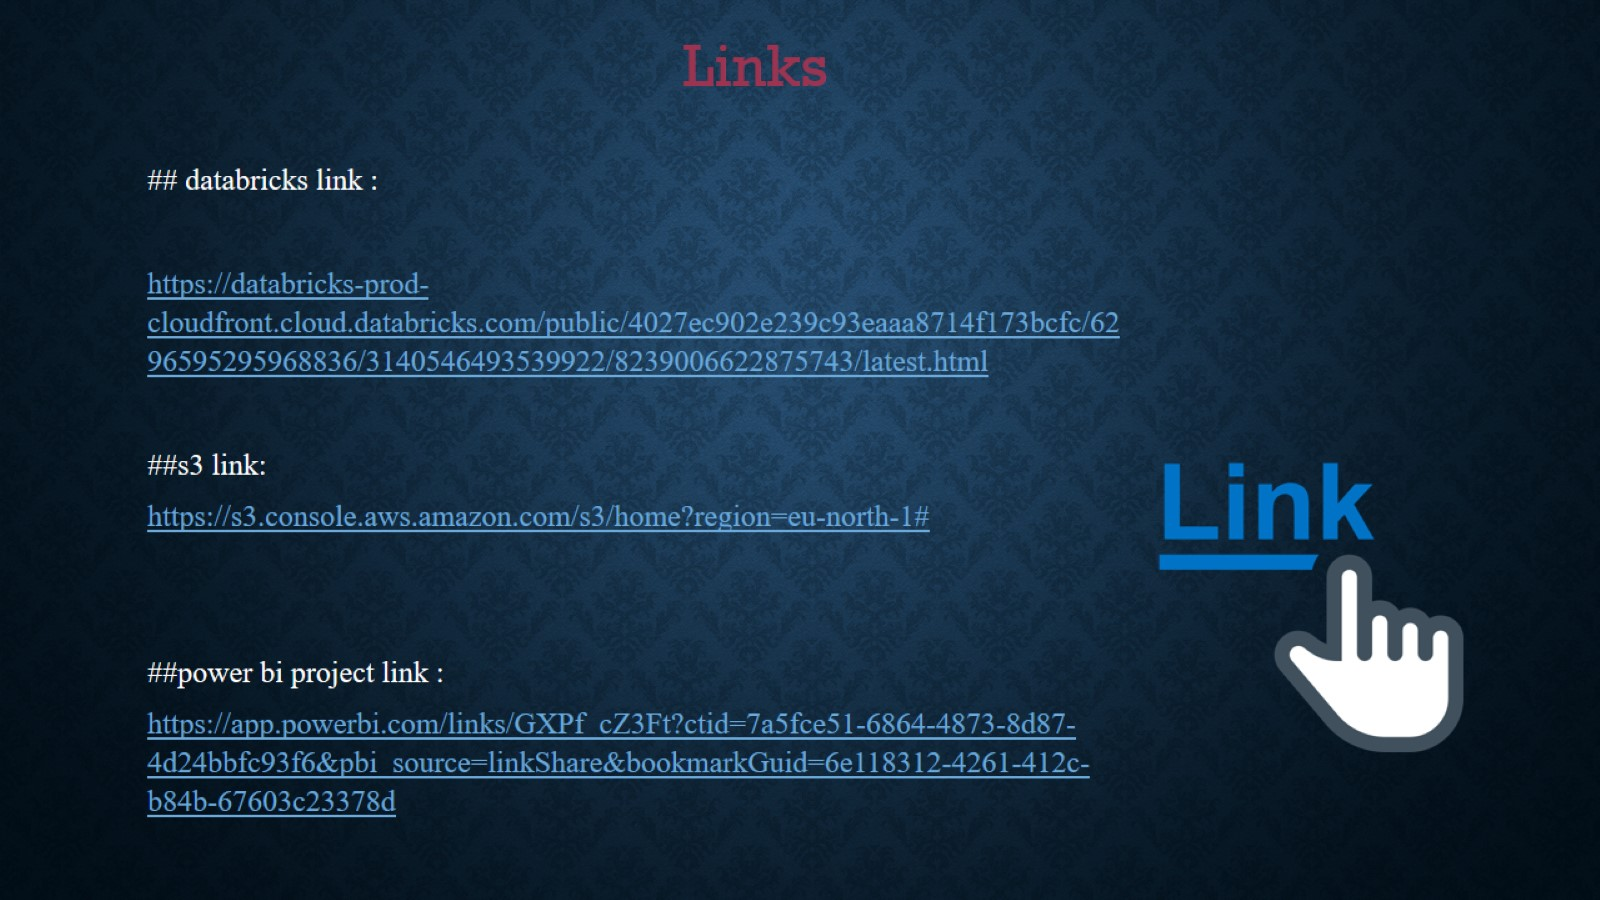 Links
## databricks link :
https://databricks-prod-
cloudfront.cloud.databricks.com/public/4027ec902e239c93eaaa8714f173bcfc/62
96595295968836/3140546493539922/8239006622875743/latest.html
##s3 link:
https://s3.console.aws.amazon.com/s3/home?region=eu-north-1#
Link
##power bi project link :
https://app.powerbi.com/links/GXPf_cZ3Ft?ctid=7a5fce51-6864-4873-8d87-
4d24bbfc93f6&pbi_source=linkShare&bookmarkGuid=6e118312-4261-412c-
b84b-67603c23378d